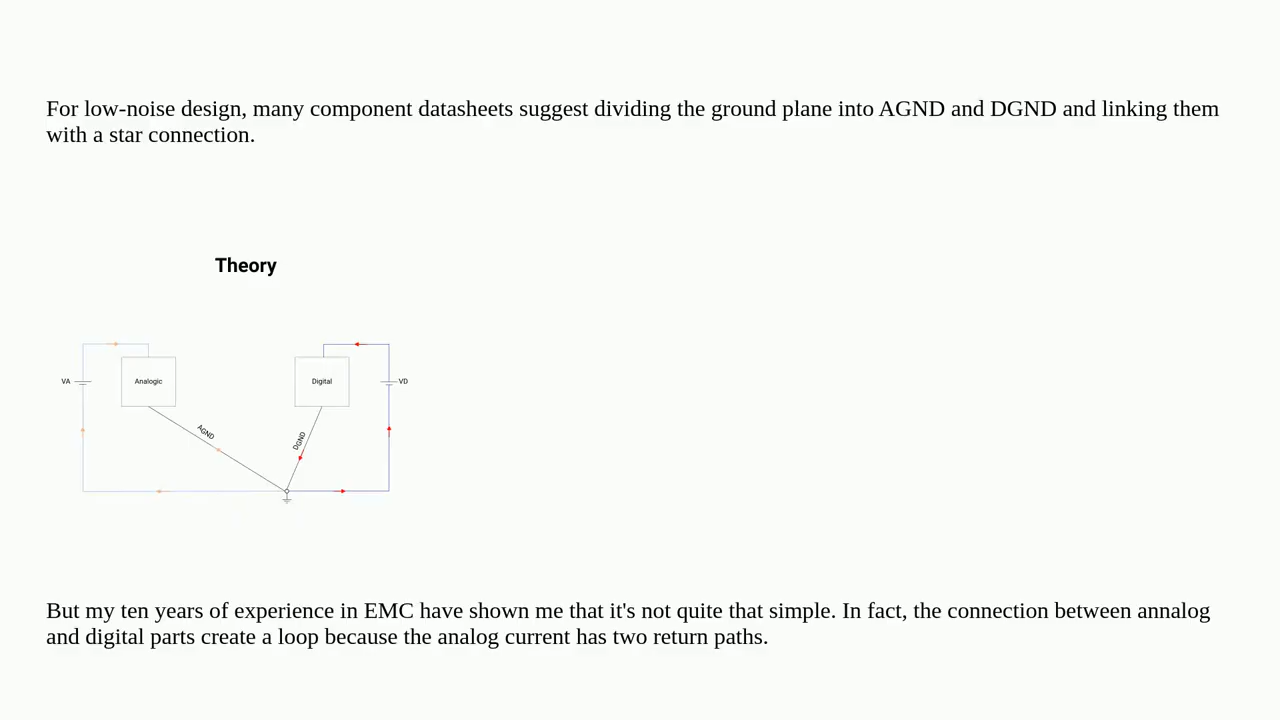 For low-noise design, many component datasheets suggest dividing the ground plane into AGND and DGND and linking them
with a star connection.
Theory
VA
Analogic
Digital
VD
AGND
DGND
But my ten years of experience in EMC have shown me that it's not quite that simple. In fact, the connection between annalog
and digital parts create a loop because the analog current has two return paths.